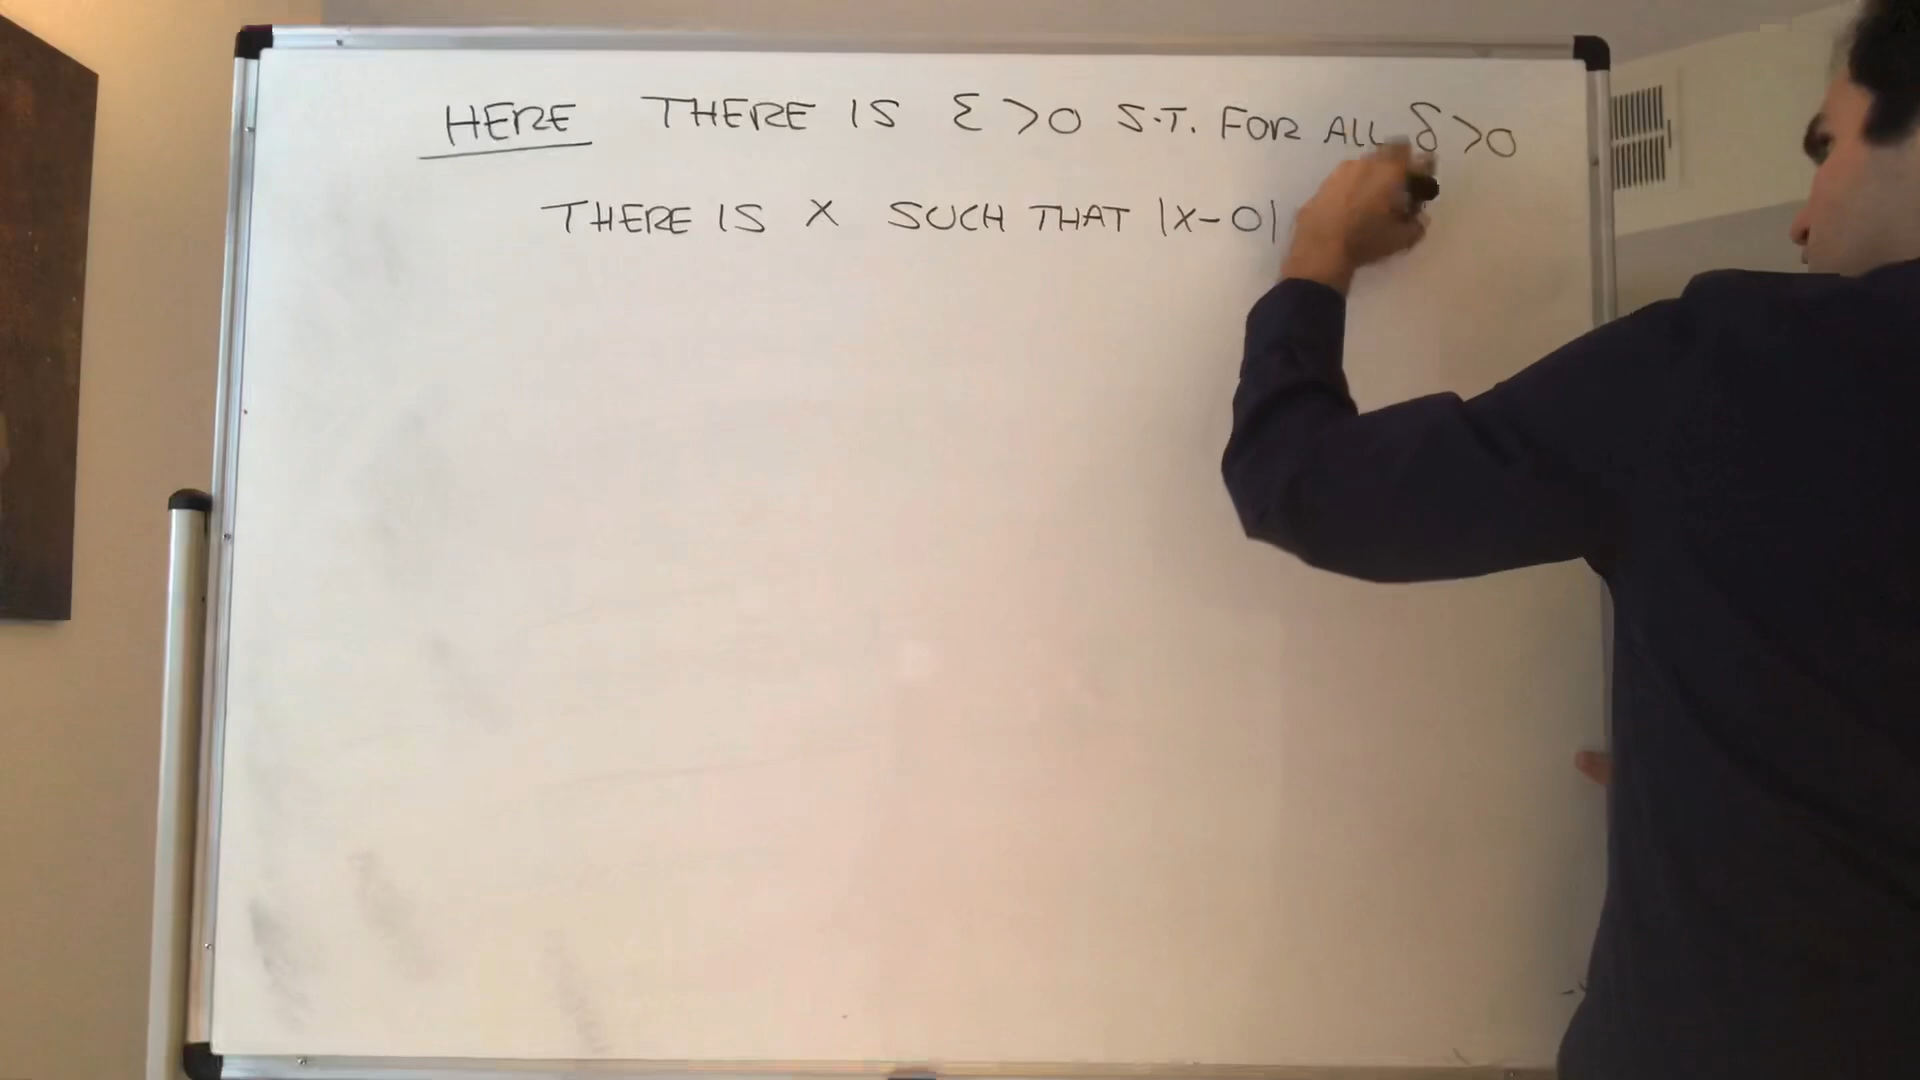 HERE THERE IS Ɛ >0 S.T. FOR ALL δ >0
THERE IS X SUCH THAT |X-0|